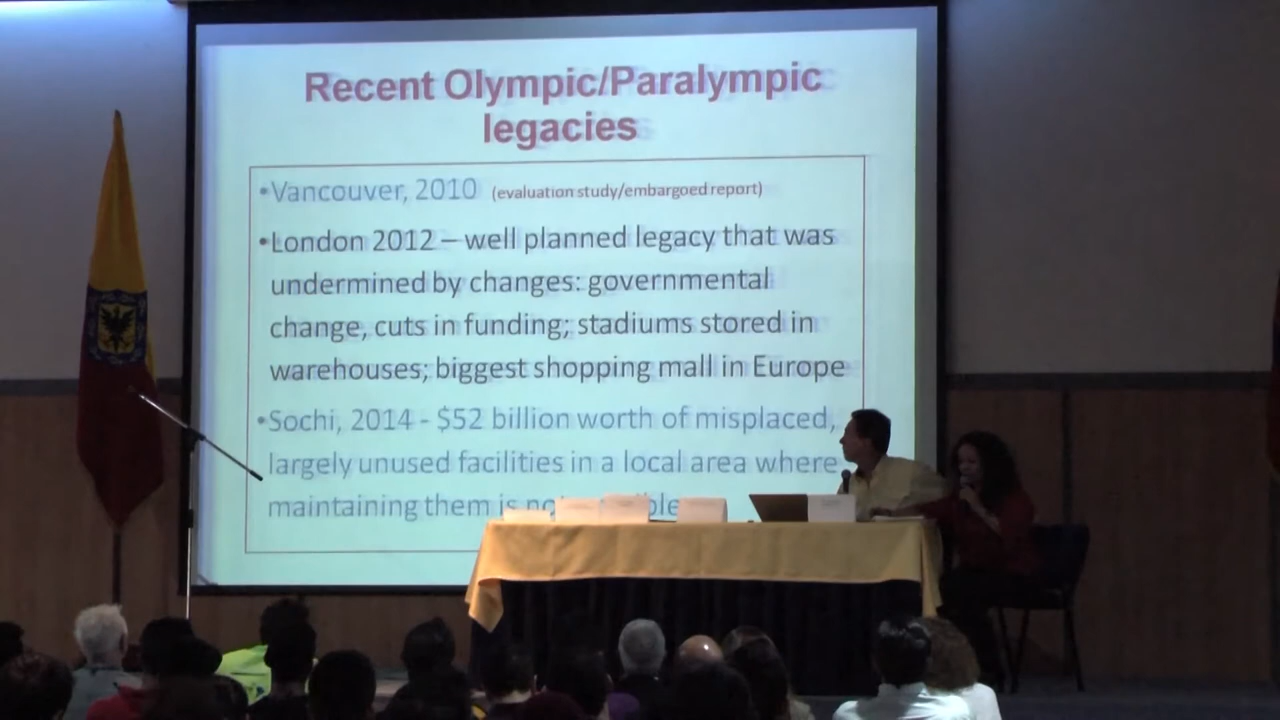 Recent Olympic/Paralympic
legacies
•Vancouver, 2010 (evaluation study/embargoed report)
•London 2012 – well planned legacy that was
undermined by changes: governmental
change, cuts in funding; stadiums stored in
warehouses; biggest shopping mall in Europe
•Sochi, 2014 - $52 billion worth of misplaced,
largely unused facilities in a local area where
maintaining them is